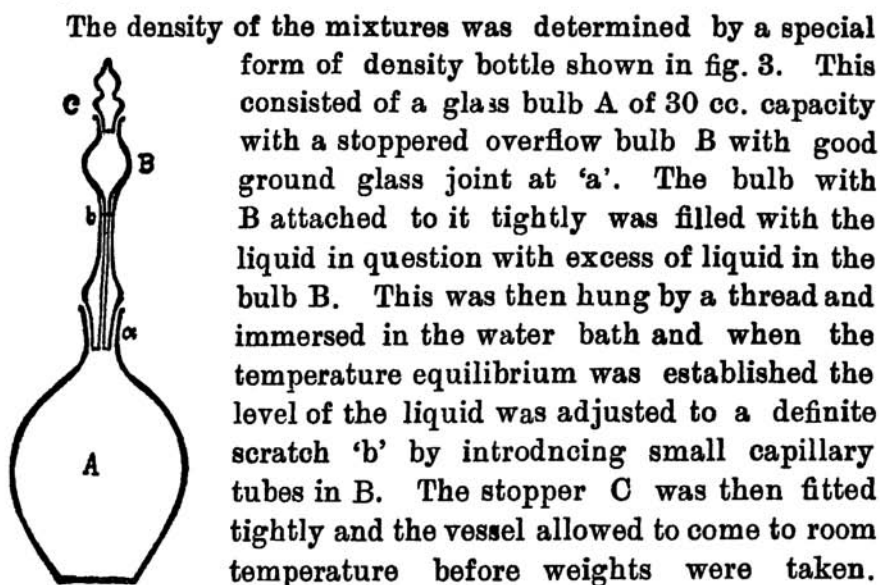 The density of the mixtures was determined by a special
form of density bottle shown in fig. 3. This
C consisted of a glass bulb A of 30 cc. capacity
with a stoppered overflow bulb B with good
B
ground glass joint at ‘a’. The bulb with
b B attached to it tightly was filled with the
liquid in question with excess of liquid in the
bulb B. This was then hung by a thread and
a immersed in the water bath and when the
temperature equilibrium was established the
level of the liquid was adjusted to a definite
A scratch ‘b’ by introdncing small capillary
tubes in B. The stopper C was then fitted
tightly and the vessel allowed to come to room
temperature before weights were taken.